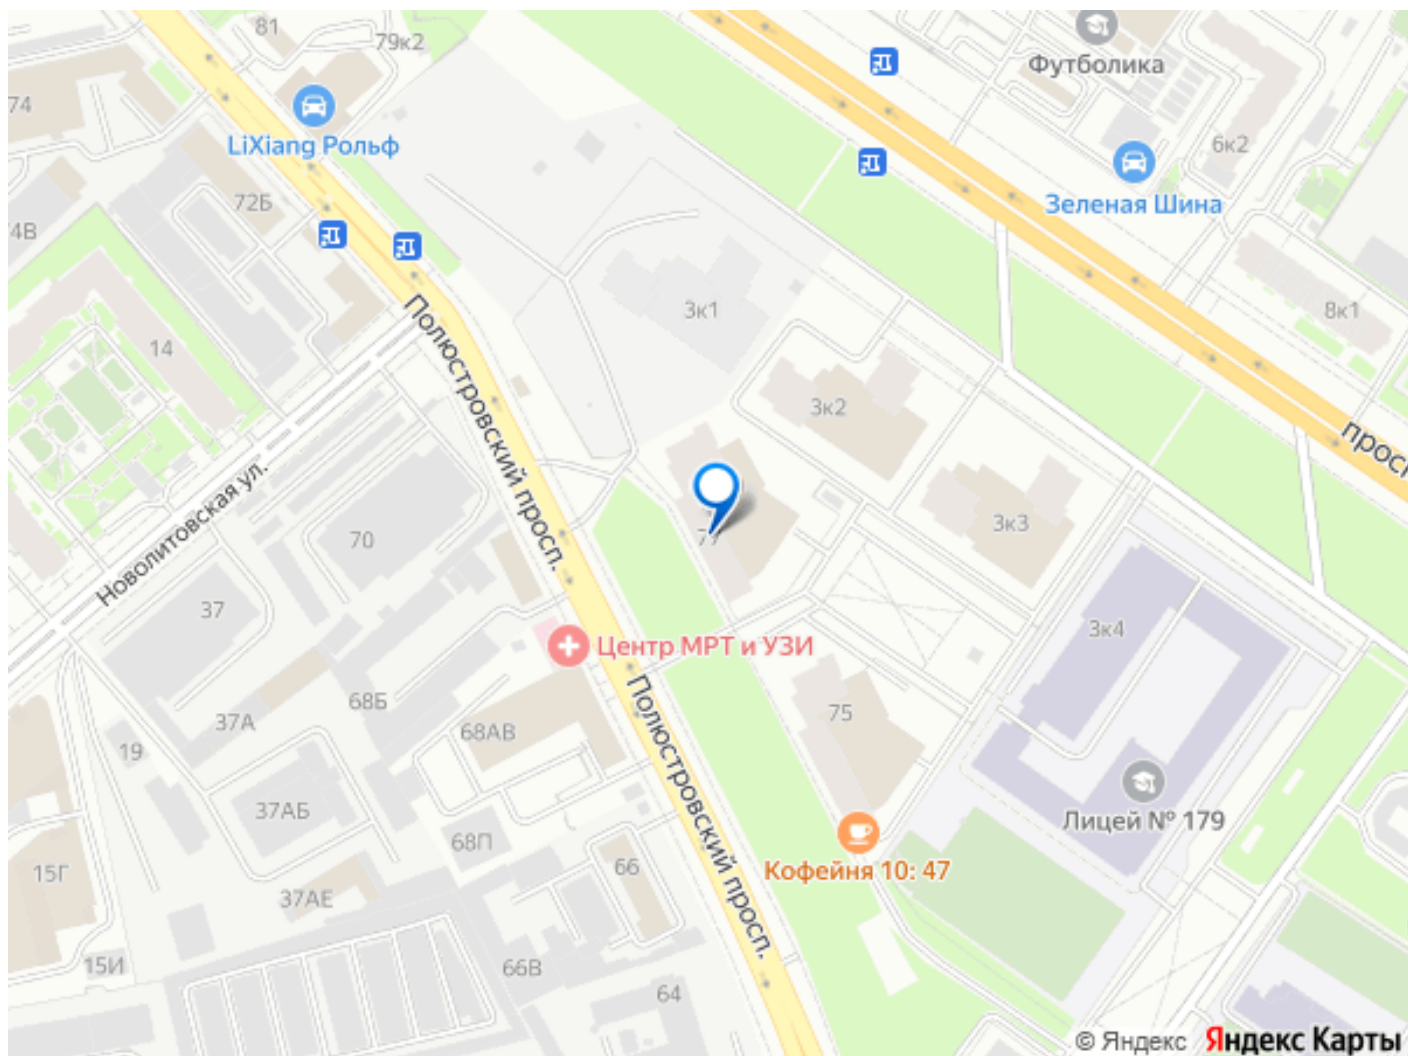 81
79к2
Футболика
74
LiXiang Рольф
6к2
Зеленая Шина
72Б
74В
3к1
8к1
14
Полюстровский просп.
3к2
просп
Новолитовская ул.
70
3к3
37
3к4
Центр МРТ и УЗИ
68Б
37А
19
68АВ
75
Полюстровский просп.
37АБ
68П
Лицей № 179
66
Кофейня 10: 47
15Г
37АЕ
15И
66В
64
© Яндекс Яндекс Карты